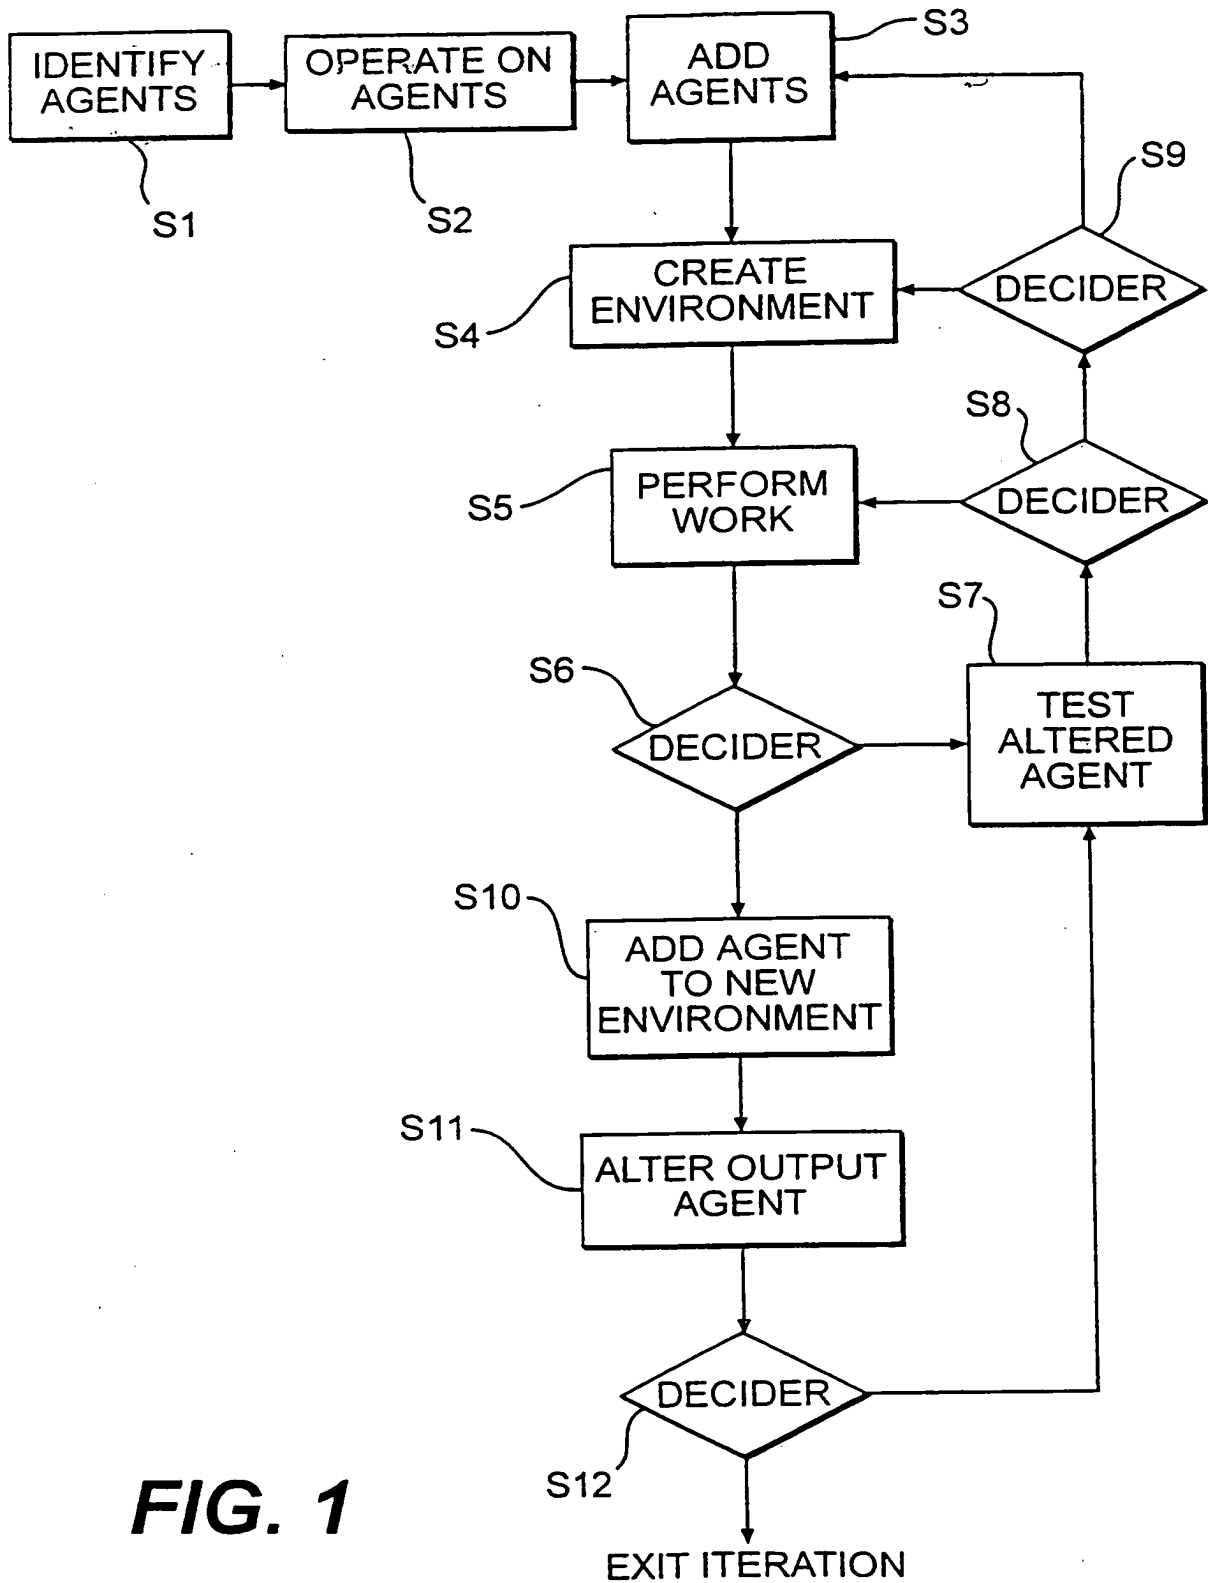 IDENTIFY
AGENTS
S1
OPERATE ON
AGENTS
S2
ADD
AGENTS
S3
CREATE
ENVIRONMENT
S4
DECIDER
S9
PERFORM
WORK
S5
DECIDER
S8
DECIDER
S6
TEST
ALTERED
AGENT
S7
ADD AGENT
TO NEW
ENVIRONMENT
S10
ALTER OUTPUT
AGENT
S11
DECIDER
S12
EXIT ITERATION
FIG. 1